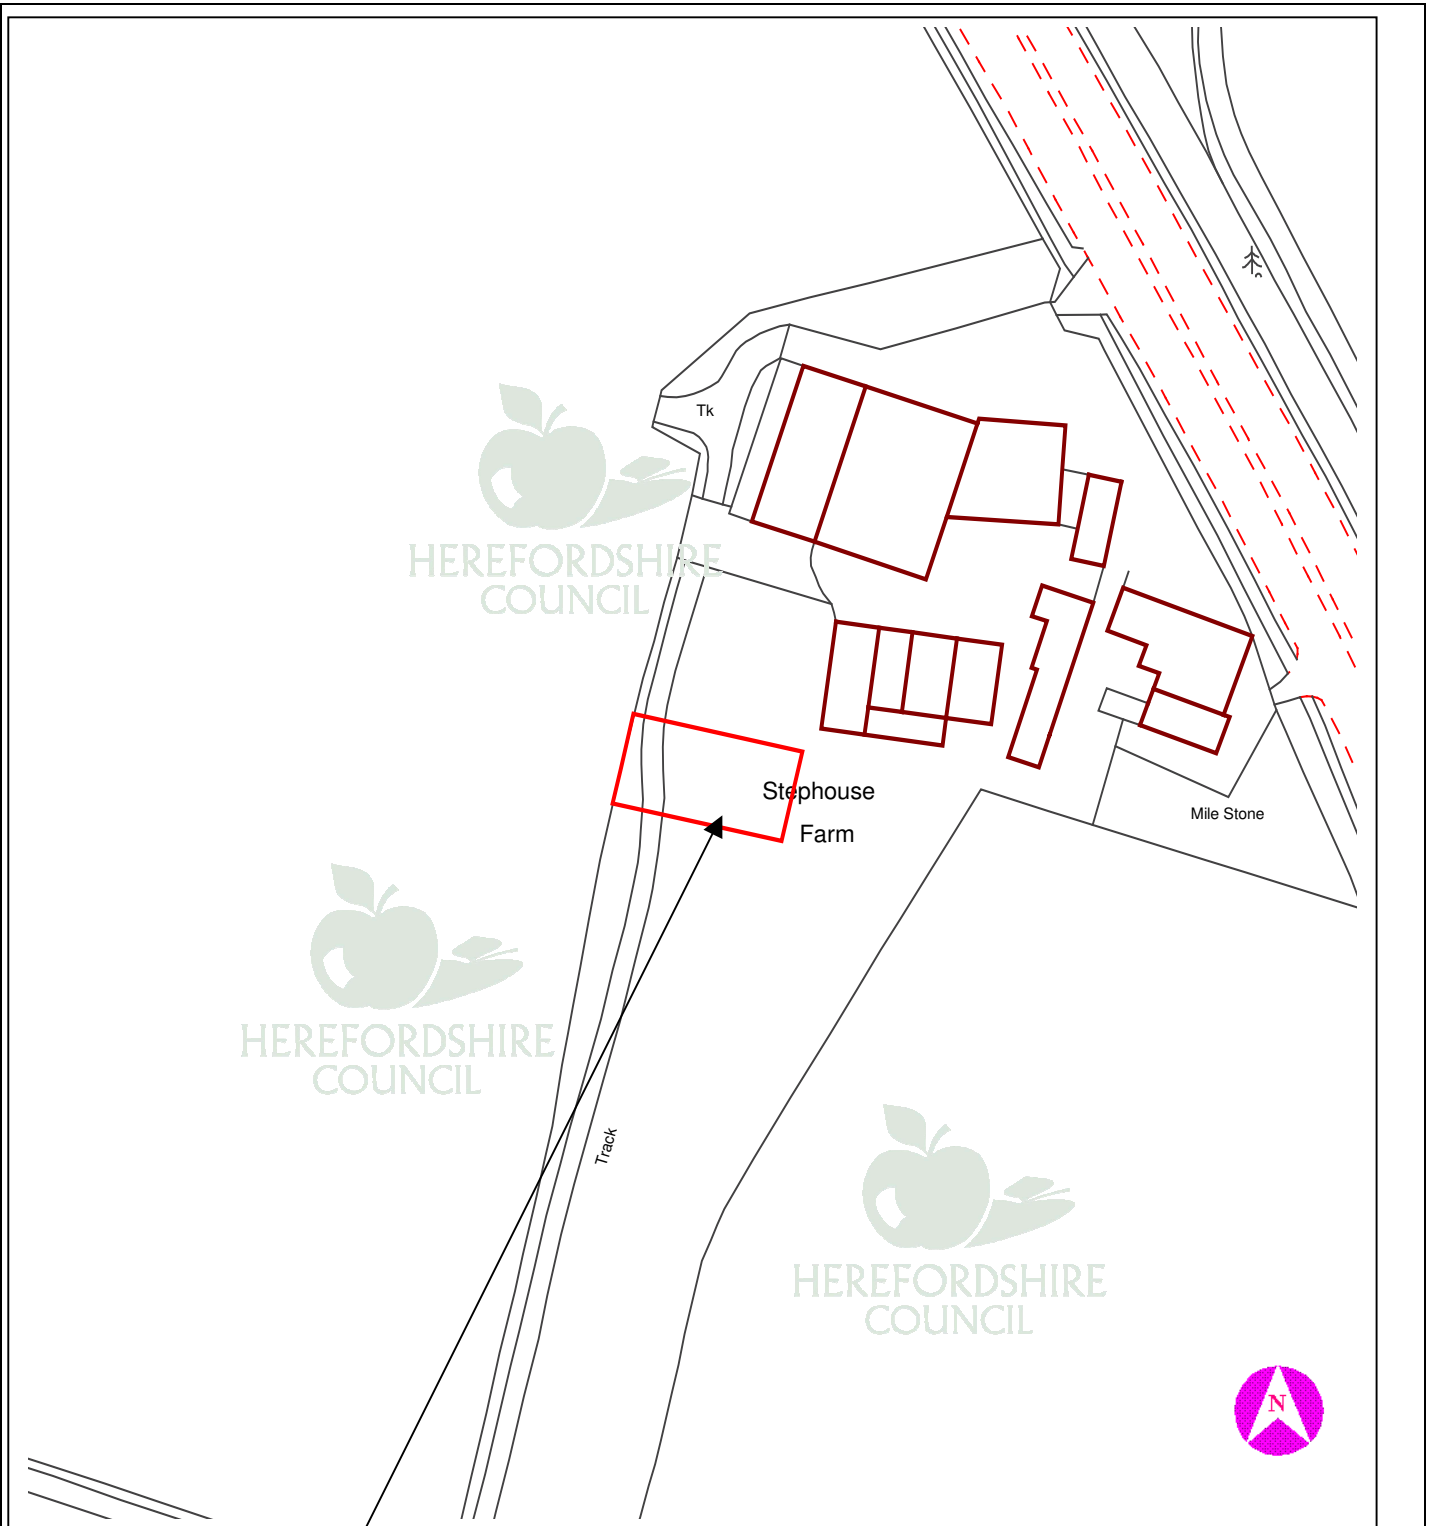 Tk
HEREFORDSHIRE
COUNCIL
Stephouse
Farm
Mile Stone
HEREFORDSHIRE
COUNCIL
Track
HEREFORDSHIRE
COUNCIL
N